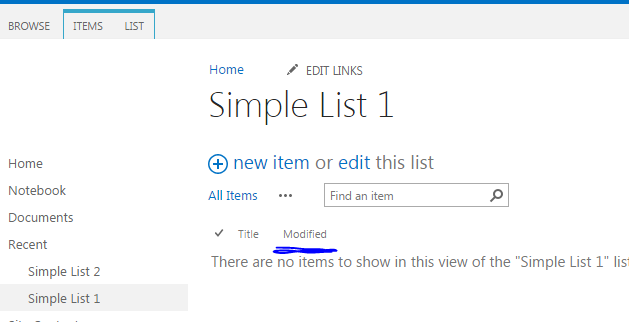 BROWSE ITEMS LIST
Home EDIT LINKS
Simple List 1
new item or edit this list
All Items ••• Find an item
Title Modified
There are no items to show in this view of the "Simple List 1"
Home
Notebook
Documents
Recent
Simple List 2
Simple List 1